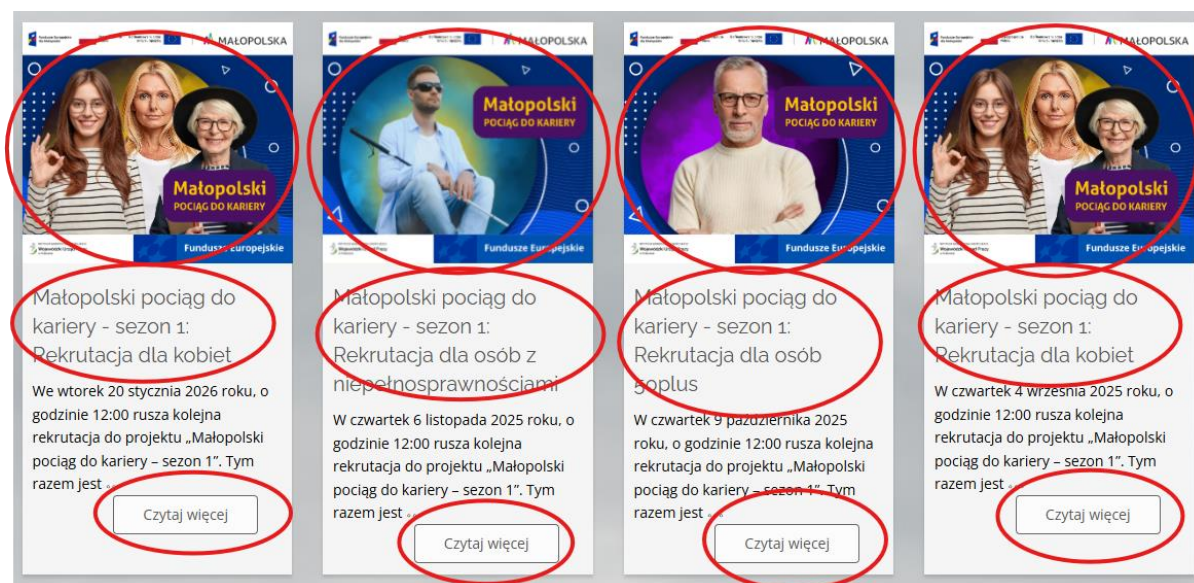 MAŁOPOLSKA
Małopolski
POCIĄG DO KARIERY
Fundusze Europejskie
Małopolski pociąg do
kariery - sezon 1:
Rekrutacja dla kobiet
We wtorek 20 stycznia 2026 roku, o
godzinie 12:00 rusza kolejna
rekrutacja do projektu „Małopolski
pociąg do kariery – sezon 1”. Tym
razem jest ...
Czytaj więcej
MAŁOPOLSKA
Małopolski
POCIĄG DO KARIERY
Fundusze Europejskie
Małopolski pociąg do
kariery - sezon 1:
Rekrutacja dla osób z
niepełnosprawnościami
W czwartek 6 listopada 2025 roku, o
godzinie 12:00 rusza kolejna
rekrutacja do projektu „Małopolski
pociąg do kariery – sezon 1”. Tym
razem jest ...
Czytaj więcej
MAŁOPOLSKA
Małopolski
POCIĄG DO KARIERY
Fundusze Europejskie
Małopolski pociąg do
kariery - sezon 1:
Rekrutacja dla osób
50plus
W czwartek 9 października 2025
roku, o godzinie 12:00 rusza kolejna
rekrutacja do projektu „Małopolski
pociąg do kariery – sezon 1”. Tym
razem jest ...
Czytaj więcej
MAŁOPOLSKA
Małopolski
POCIĄG DO KARIERY
Fundusze Europejskie
Małopolski pociąg do
kariery - sezon 1:
Rekrutacja dla kobiet
W czwartek 4 września 2025 roku, o
godzinie 12:00 rusza kolejna
rekrutacja do projektu „Małopolski
pociąg do kariery – sezon 1”. Tym
razem jest ...
Czytaj więcej